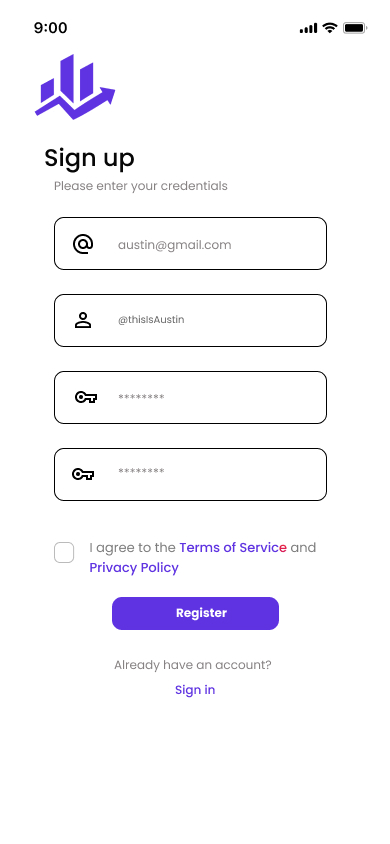 9:00
Sign up
Please enter your credentials
austin@gmail.com
@thisIsAustin
********
********
I agree to the Terms of Service and
Privacy Policy
Register
Already have an account?
Sign in